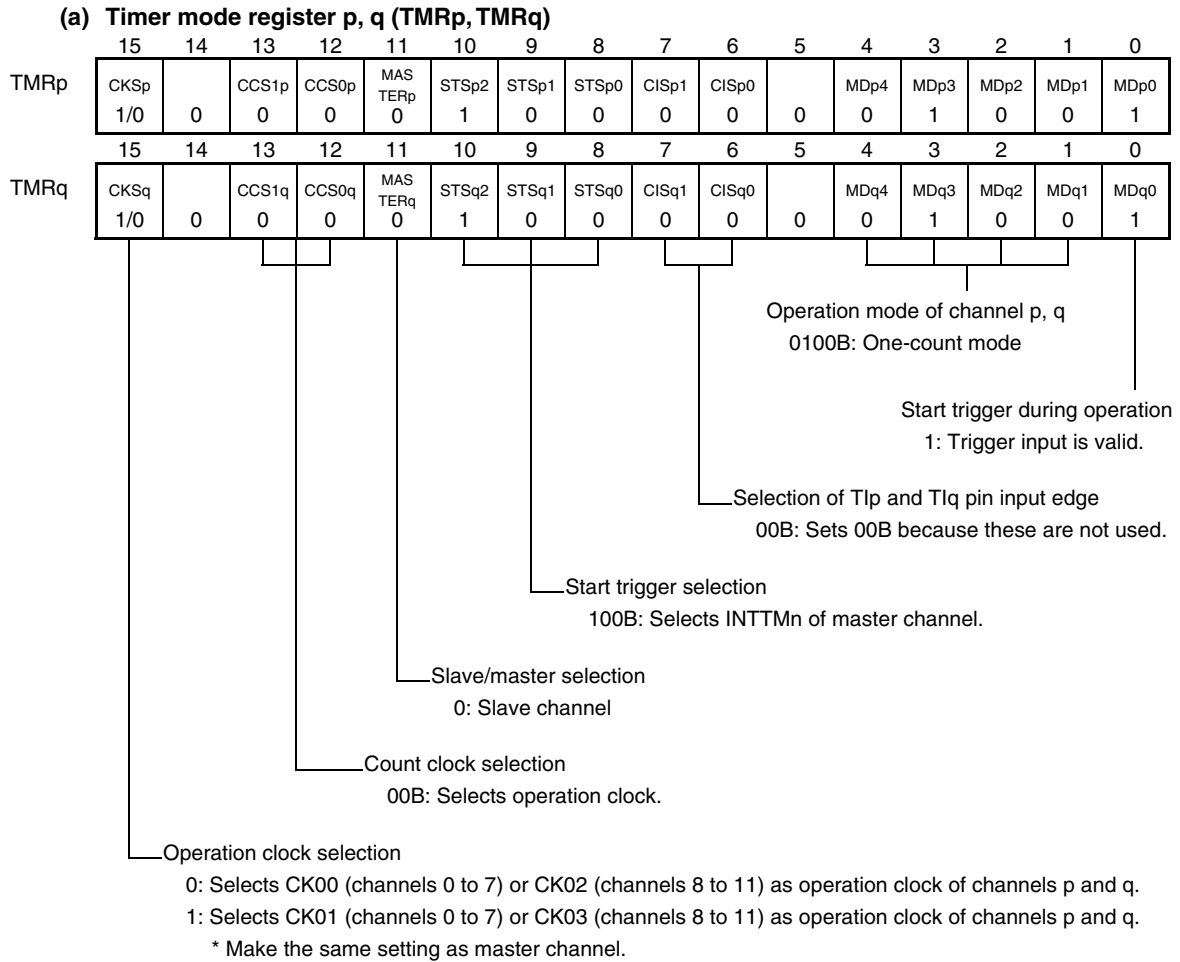 (a) Timer mode register p, q (TMRp, TMRq)
15 14 13 12 11 10 9 8 7 6 5 4 3 2 1 0
TMRp CKSp CCS1p CCS0p MAS TERp STSp2 STSp1 STSp0 CISp1 CISp0 MDp4 MDp3 MDp2 MDp1 MDp0
1/0 0 0 0 0 1 0 0 0 0 0 0 1 0 0 1
15 14 13 12 11 10 9 8 7 6 5 4 3 2 1 0
TMRq CKSq CCS1q CCS0q MAS TERq STSq2 STSq1 STSq0 CISq1 CISq0 MDq4 MDq3 MDq2 MDq1 MDq0
1/0 0 0 0 0 1 0 0 0 0 0 0 1 0 0 1
Operation mode of channel p, q
0100B: One-count mode
Start trigger during operation
1: Trigger input is valid.
Selection of TIp and TIq pin input edge
00B: Sets 00B because these are not used.
Start trigger selection
100B: Selects INTTMn of master channel.
Slave/master selection
0: Slave channel
Count clock selection
00B: Selects operation clock.
Operation clock selection
0: Selects CK00 (channels 0 to 7) or CK02 (channels 8 to 11) as operation clock of channels p and q.
1: Selects CK01 (channels 0 to 7) or CK03 (channels 8 to 11) as operation clock of channels p and q.
* Make the same setting as master channel.